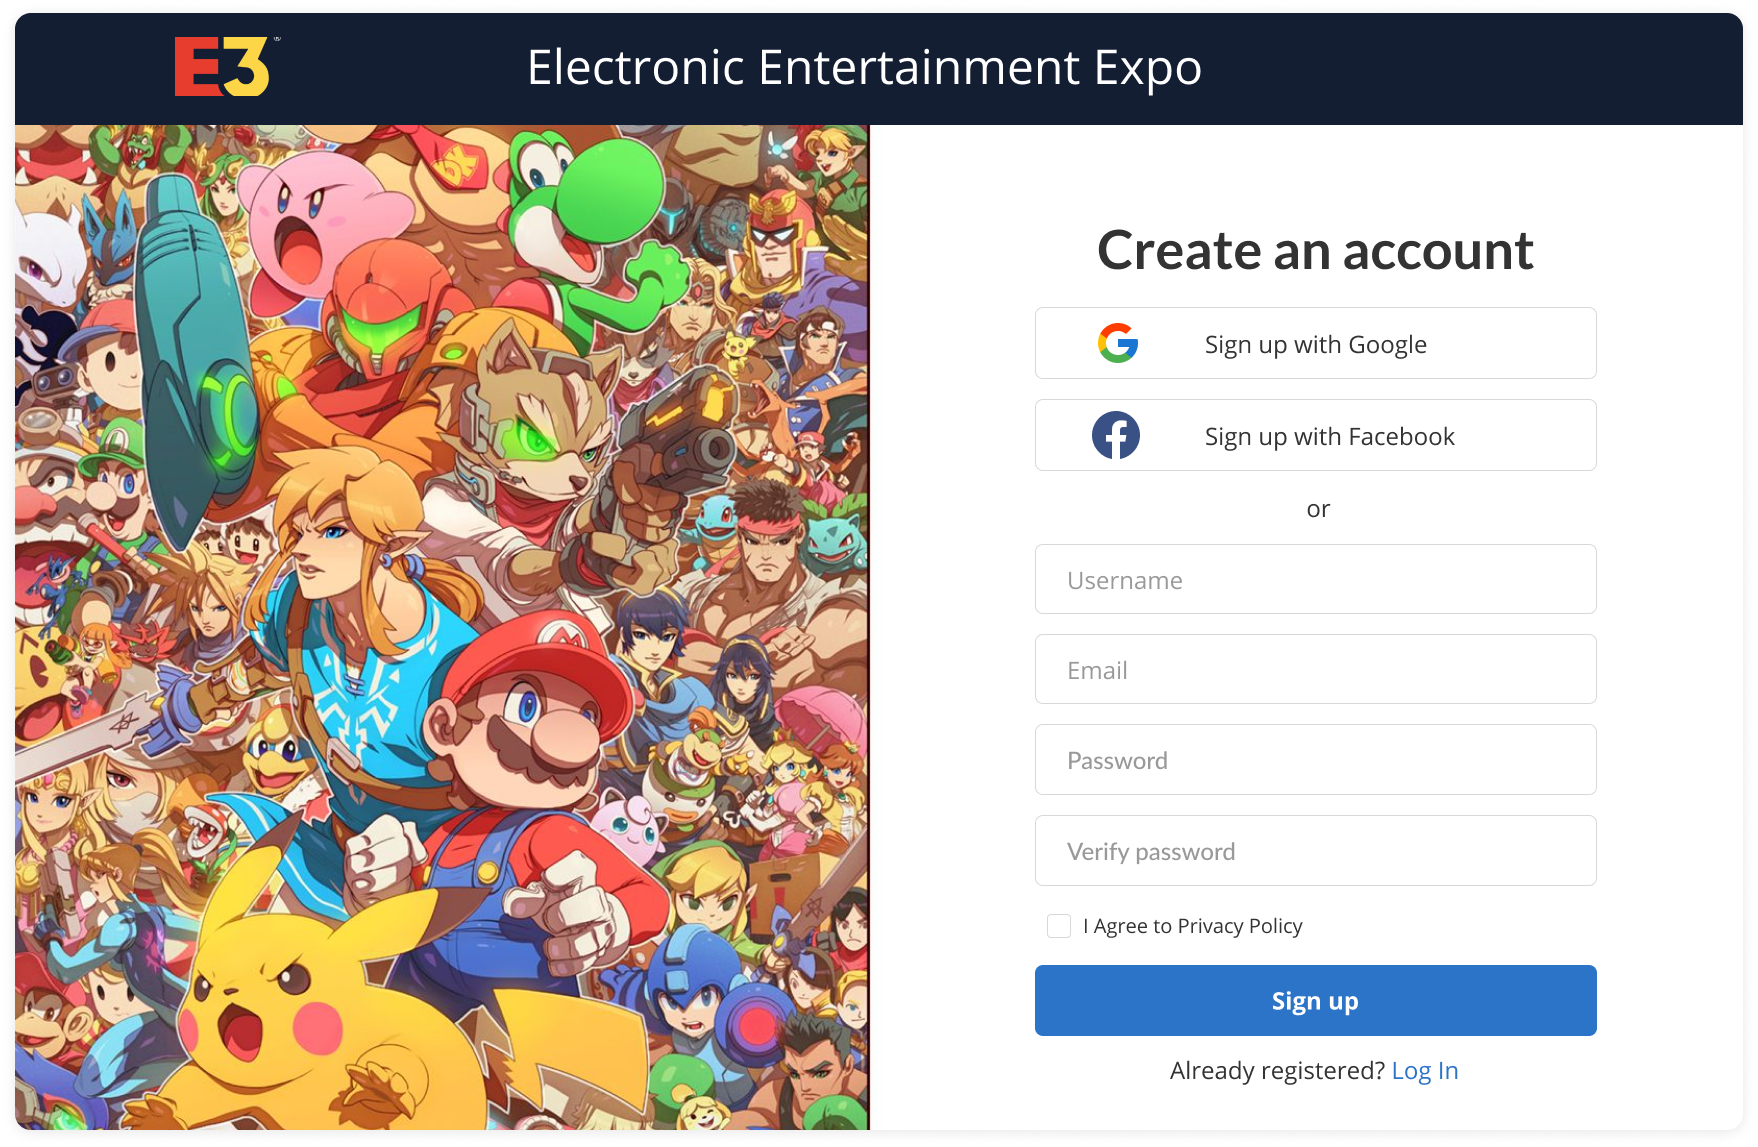 E3®
Electronic Entertainment Expo
Create an account
Sign up with Google
Sign up with Facebook
or
Username
Email
Password
Verify password
I Agree to Privacy Policy
Sign up
Already registered? Log In